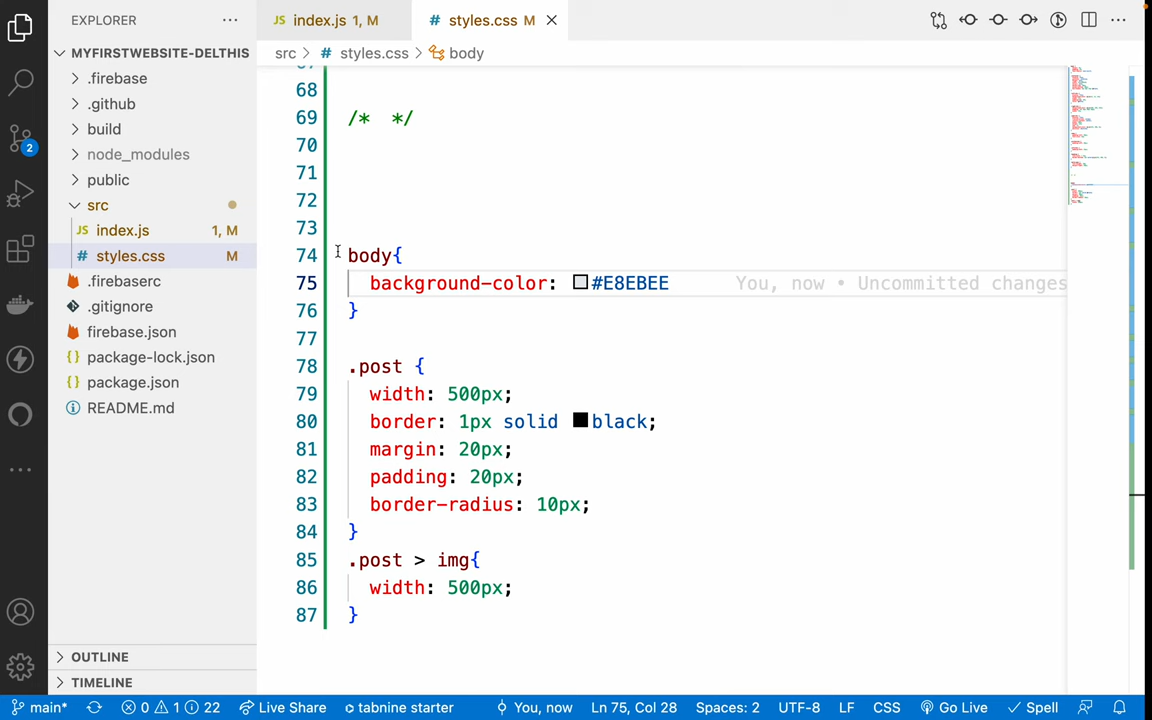 EXPLORER
MYFIRSTWEBSITE-DELTHIS
.firebase
.github
build
node_modules
public
src
JS index.js 1, M
# styles.css M
.firebaserc
.gitignore
firebase.json
{} package-lock.json
{} package.json
README.md
OUTLINE
TIMELINE
2
JS index.js 1, M
# styles.css M
src > # styles.css > body
68
69 /*  */
70
71
72
73
74 body{
75 background-color: #E8EBEE You, now • Uncommitted changes
76 }
77
78 .post {
79 width: 500px;
80 border: 1px solid black;
81 margin: 20px;
82 padding: 20px;
83 border-radius: 10px;
84 }
85 .post > img{
86 width: 500px;
87 }
main* 0 1 22 Live Share tabnine starter You, now Ln 75, Col 28 Spaces: 2 UTF-8 LF CSS Go Live Spell